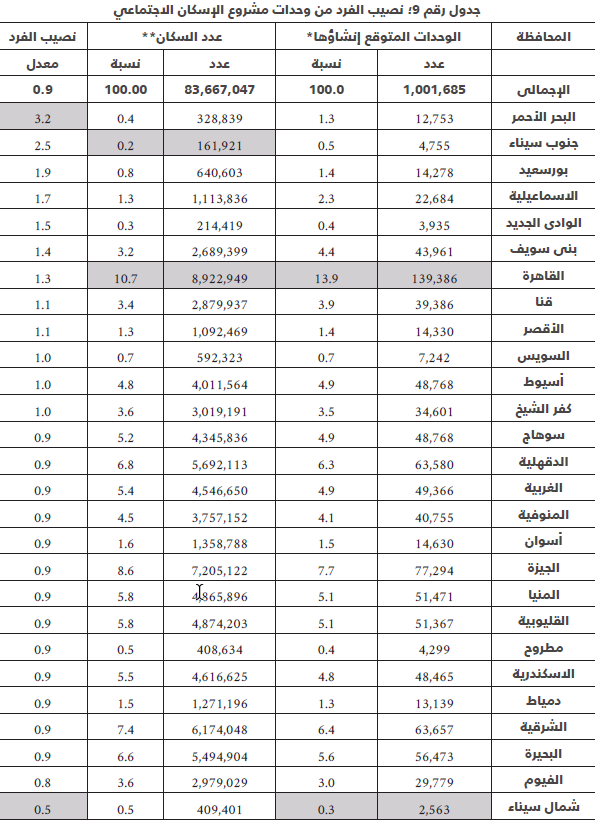 جدول رقم 9؛ نصيب الفرد من وحدات مشروع الإسكان الاجتماعي
المحافظة الوحدات المتوقع إنشاؤها* عدد السكان** نصيب الفرد
عدد نسبة عدد نسبة معدل
الإجمالى 1,001,685 100.0 83,667,047 100.00 0.9
البحر الأحمر 12,753 1.3 328,839 0.4 3.2
جنوب سيناء 4,755 0.5 161,921 0.2 2.5
بورسعيد 14,278 1.4 640,603 0.8 1.9
الاسماعيلية 22,684 2.3 1,113,836 1.3 1.7
الوادى الجديد 3,935 0.4 214,419 0.3 1.5
بنى سويف 43,961 4.4 2,689,399 3.2 1.4
القاهرة 139,386 13.9 8,922,949 10.7 1.3
قنا 39,386 3.9 2,879,937 3.4 1.1
الأقصر 14,330 1.4 1,092,469 1.3 1.1
السويس 7,242 0.7 592,323 0.7 1.0
أسيوط 48,768 4.9 4,011,564 4.8 1.0
كفر الشيخ 34,601 3.5 3,019,191 3.6 1.0
سوهاج 48,768 4.9 4,345,836 5.2 0.9
الدقهلية 63,580 6.3 5,692,113 6.8 0.9
الغربية 49,366 4.9 4,546,650 5.4 0.9
المنوفية 40,755 4.1 3,757,152 4.5 0.9
أسوان 14,630 1.5 1,358,788 1.6 0.9
الجيزة 77,294 7.7 7,205,122 8.6 0.9
المنيا 51,471 5.1 4,865,896 5.8 0.9
القليوبية 51,367 5.1 4,874,203 5.8 0.9
مطروح 4,299 0.4 408,634 0.5 0.9
الاسكندرية 48,465 4.8 4,616,625 5.5 0.9
دمياط 13,139 1.3 1,271,196 1.5 0.9
الشرقية 63,657 6.4 6,174,048 7.4 0.9
البحيرة 56,473 5.6 5,494,904 6.6 0.9
الفيوم 29,779 3.0 2,979,029 3.6 0.8
شمال سيناء 2,563 0.3 409,401 0.5 0.5